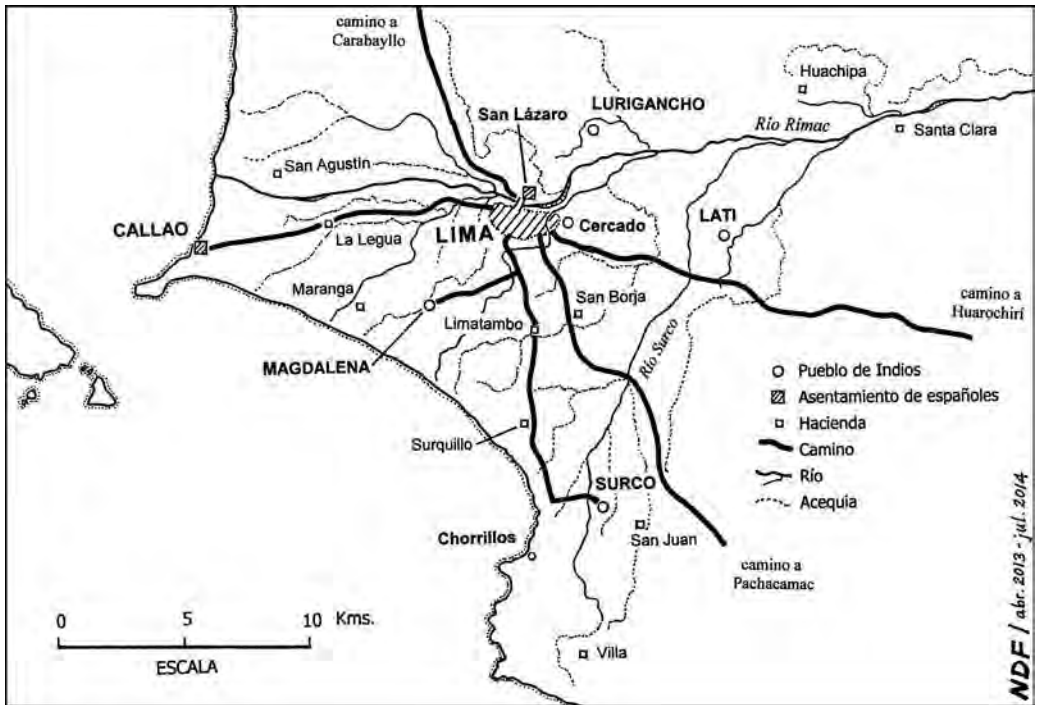 camino a
Carabayllo
Huachipa
LURIGANCHO
San Lázaro
Río Rímac
Santa Clara
San Agustín
CALLAO
La Legua
LIMA
Cercado
LATI
Maranga
San Borja
camino a
Huarochirí
Limatambo
MAGDALENA
Río Surco
Pueblo de Indios
Asentamiento de españoles
Hacienda
Camino
Río
Acequia
Surquillo
SURCO
San Juan
Chorrillos
camino a
Pachacamac
0 5 10 Kms.
ESCALA
Villa
NDF / abr. 2013 - jul. 2014